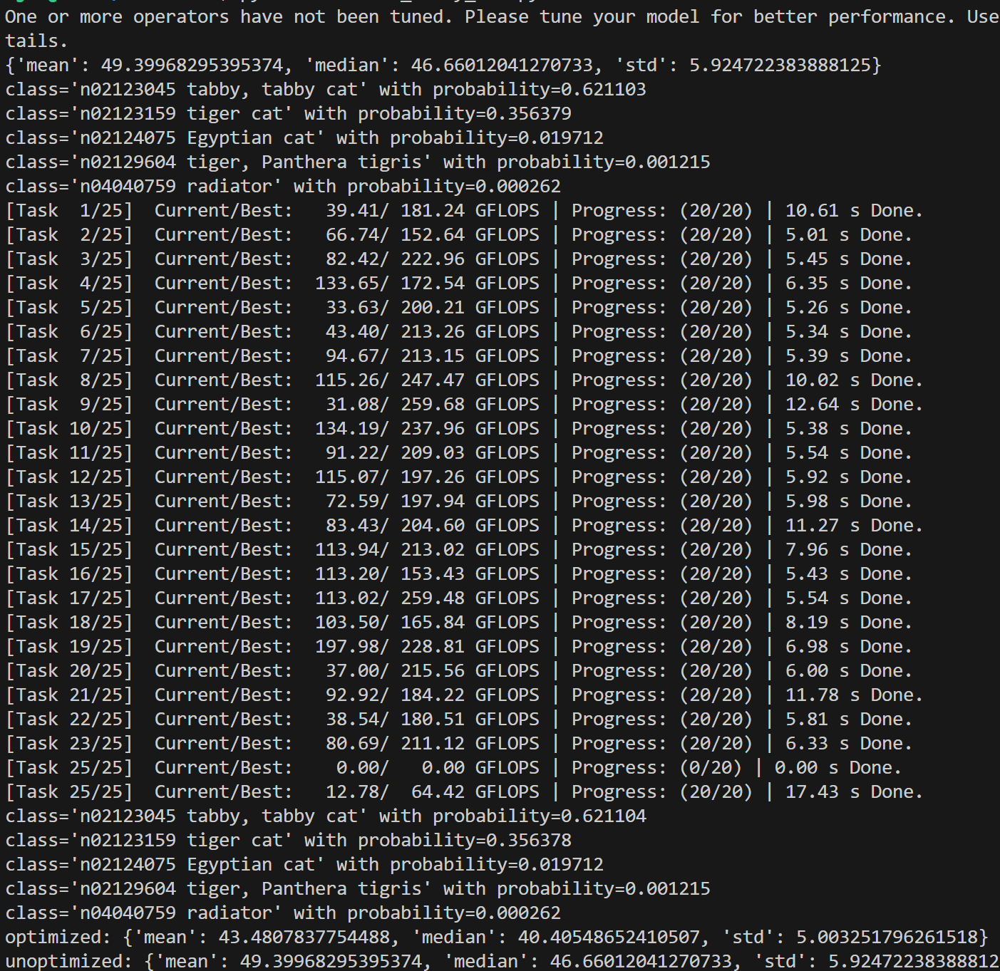 One or more operators have not been tuned. Please tune your model for better performance. Use
tails.
{'mean': 49.39968295395374, 'median': 46.66012041270733, 'std': 5.924722383888125}
class='n02123045 tabby, tabby cat' with probability=0.621103
class='n02123159 tiger cat' with probability=0.356379
class='n02124075 Egyptian cat' with probability=0.019712
class='n02129604 tiger, Panthera tigris' with probability=0.001215
class='n04040759 radiator' with probability=0.000262
[Task  1/25]  Current/Best:   39.41/ 181.24 GFLOPS | Progress: (20/20) | 10.61 s Done.
[Task  2/25]  Current/Best:   66.74/ 152.64 GFLOPS | Progress: (20/20) | 5.01 s Done.
[Task  3/25]  Current/Best:   82.42/ 222.96 GFLOPS | Progress: (20/20) | 5.45 s Done.
[Task  4/25]  Current/Best:  133.65/ 172.54 GFLOPS | Progress: (20/20) | 6.35 s Done.
[Task  5/25]  Current/Best:   33.63/ 200.21 GFLOPS | Progress: (20/20) | 5.26 s Done.
[Task  6/25]  Current/Best:   43.40/ 213.26 GFLOPS | Progress: (20/20) | 5.34 s Done.
[Task  7/25]  Current/Best:   94.67/ 213.15 GFLOPS | Progress: (20/20) | 5.39 s Done.
[Task  8/25]  Current/Best:  115.26/ 247.47 GFLOPS | Progress: (20/20) | 10.02 s Done.
[Task  9/25]  Current/Best:   31.08/ 259.68 GFLOPS | Progress: (20/20) | 12.64 s Done.
[Task 10/25]  Current/Best:  134.19/ 237.96 GFLOPS | Progress: (20/20) | 5.38 s Done.
[Task 11/25]  Current/Best:   91.22/ 209.03 GFLOPS | Progress: (20/20) | 5.54 s Done.
[Task 12/25]  Current/Best:  115.07/ 197.26 GFLOPS | Progress: (20/20) | 5.92 s Done.
[Task 13/25]  Current/Best:   72.59/ 197.94 GFLOPS | Progress: (20/20) | 5.98 s Done.
[Task 14/25]  Current/Best:   83.43/ 204.60 GFLOPS | Progress: (20/20) | 11.27 s Done.
[Task 15/25]  Current/Best:  113.94/ 213.02 GFLOPS | Progress: (20/20) | 7.96 s Done.
[Task 16/25]  Current/Best:  113.20/ 153.43 GFLOPS | Progress: (20/20) | 5.43 s Done.
[Task 17/25]  Current/Best:  113.02/ 259.48 GFLOPS | Progress: (20/20) | 5.54 s Done.
[Task 18/25]  Current/Best:  103.50/ 165.84 GFLOPS | Progress: (20/20) | 8.19 s Done.
[Task 19/25]  Current/Best:  197.98/ 228.81 GFLOPS | Progress: (20/20) | 6.98 s Done.
[Task 20/25]  Current/Best:   37.00/ 215.56 GFLOPS | Progress: (20/20) | 6.00 s Done.
[Task 21/25]  Current/Best:   92.92/ 184.22 GFLOPS | Progress: (20/20) | 11.78 s Done.
[Task 22/25]  Current/Best:   38.54/ 180.51 GFLOPS | Progress: (20/20) | 5.81 s Done.
[Task 23/25]  Current/Best:   80.69/ 211.12 GFLOPS | Progress: (20/20) | 6.33 s Done.
[Task 25/25]  Current/Best:    0.00/   0.00 GFLOPS | Progress: (0/20) | 0.00 s Done.
[Task 25/25]  Current/Best:   12.78/  64.42 GFLOPS | Progress: (20/20) | 17.43 s Done.
class='n02123045 tabby, tabby cat' with probability=0.621104
class='n02123159 tiger cat' with probability=0.356378
class='n02124075 Egyptian cat' with probability=0.019712
class='n02129604 tiger, Panthera tigris' with probability=0.001215
class='n04040759 radiator' with probability=0.000262
optimized: {'mean': 43.4807837754488, 'median': 40.40548652410507, 'std': 5.003251796261518}
unoptimized: {'mean': 49.39968295395374, 'median': 46.66012041270733, 'std': 5.92472238388812